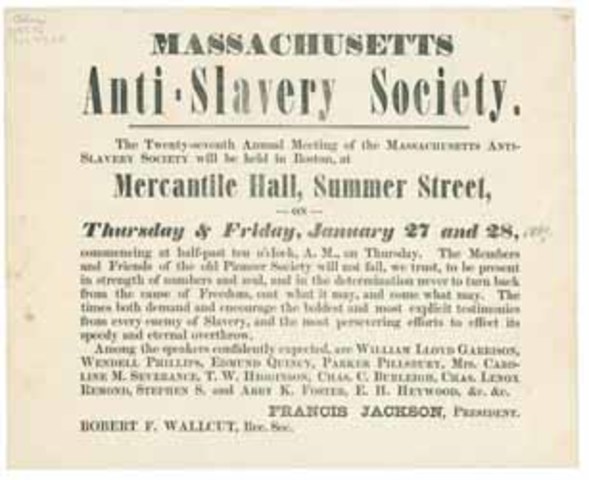 MASSACHUSETTS
Anti-Slavery Society.
The Twenty-seventh Annual Meeting of the MASSACHUSETTS ANTI-
SLAVERY SOCIETY will be held in Boston, at
Mercantile Hall, Summer Street,
—ON—
Thursday & Friday, January 27 and 28,
commencing at half-past ten o'clock, A. M., on Thursday. The Members
and Friends of the old Pioneer Society will not fail, we trust, to be present
in strength of numbers and zeal, and in the determination never to turn back
from the cause of Freedom, cost what it may, and come what may. The
times both demand and encourage the boldest and most explicit testimonies
from every enemy of Slavery, and the most persevering efforts to effect its
speedy and eternal overthrow.
Among the speakers confidently expected, are WILLIAM LLOYD GARRISON,
WENDELL PHILLIPS, EDMUND QUINCY, PARKER PILLSBURY, Mrs. CARO-
LINE M. SEVERANCE, T. W. HIGGINSON, CHAS. C. BURLEIGH, CHAS. LENOX
REMOND, STEPHEN S. and ABBY K. FOSTER, E. H. HEYWOOD, &c. &c.
FRANCIS JACKSON, PRESIDENT.
ROBERT F. WALLCUT, Rec. Sec.